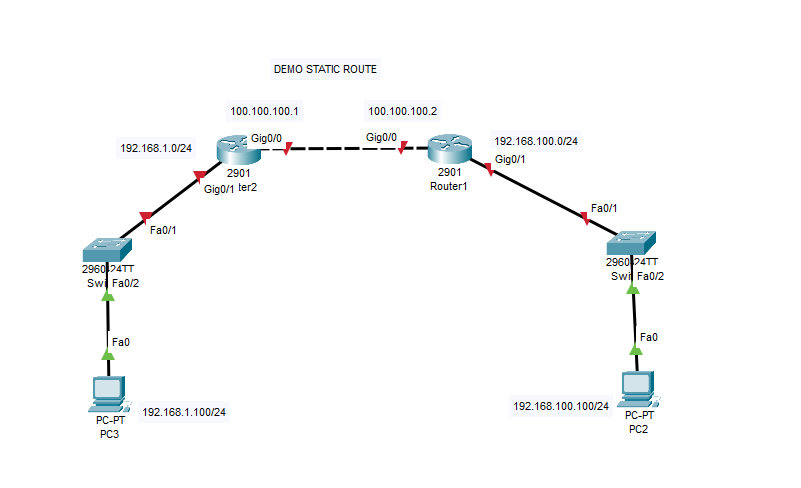 DEMO STATIC ROUTE
100.100.100.1
100.100.100.2
Gig0/0
Gig0/0
192.168.1.0/24
192.168.100.0/24
2901
ter2
2901
Router1
Gig0/1
Gig0/1
Fa0/1
Fa0/1
2960-24TT
Swi
Fa0/2
2960-24TT
Swi
Fa0/2
Fa0
Fa0
192.168.1.100/24
192.168.100.100/24
PC-PT
PC3
PC-PT
PC2